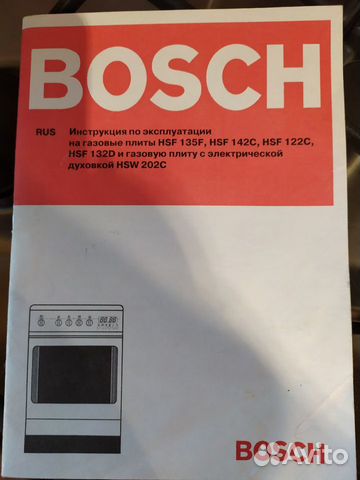 BOSCH
RUS Инструкция по эксплуатации
на газовые плиты HSF 135F, HSF 142C, HSF 122C,
HSF 132D и газовую плиту с электрической
духовкой HSW 202C
BOSCH
Avito